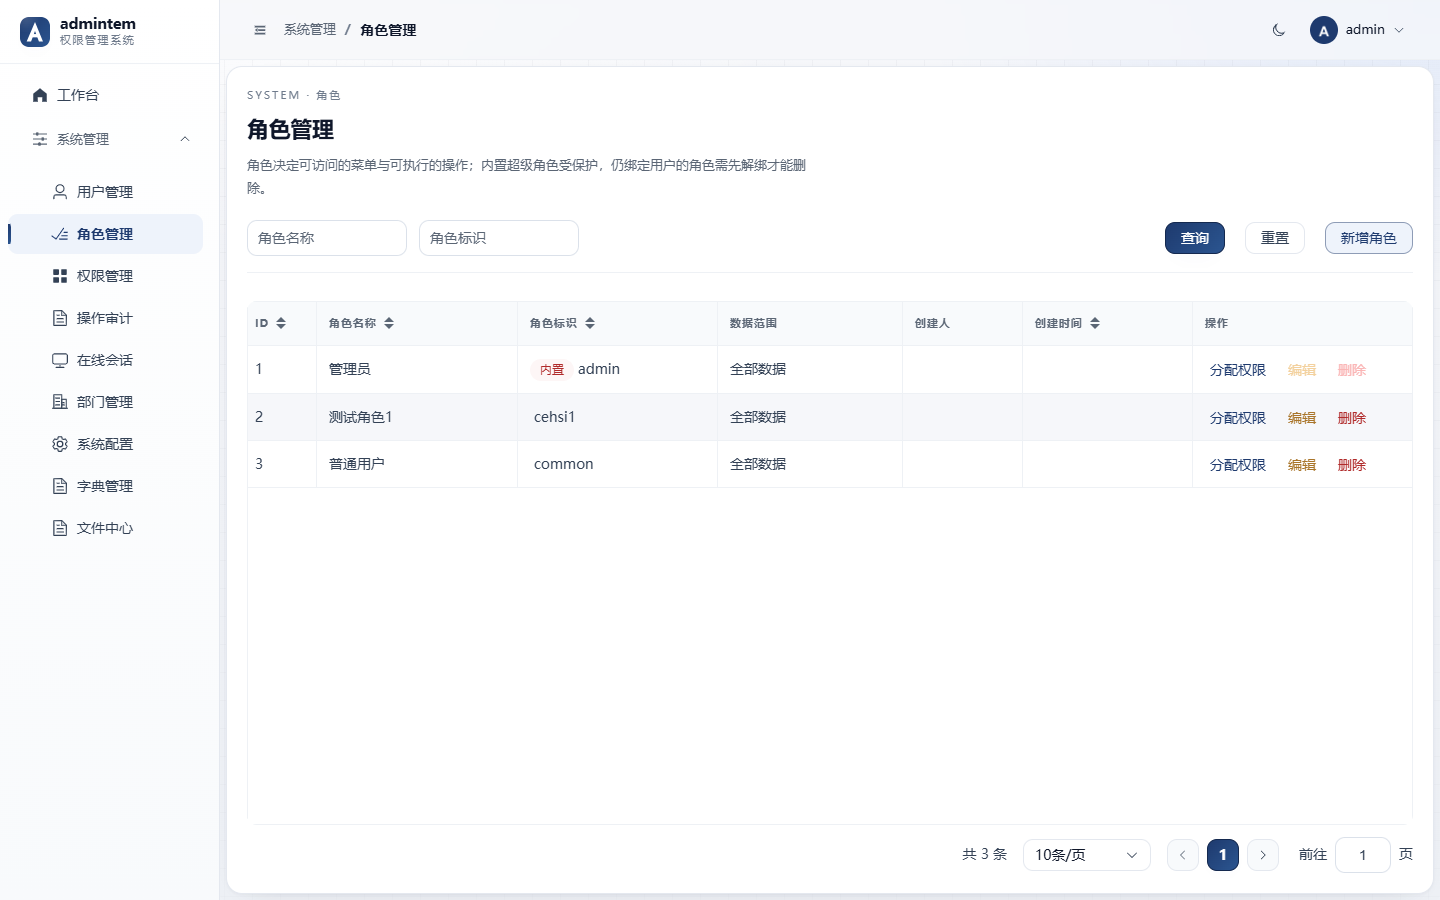 admintem
权限管理系统
工作台
系统管理
用户管理
角色管理
权限管理
操作审计
在线会话
部门管理
系统配置
字典管理
文件中心
系统管理 / 角色管理
A admin
SYSTEM · 角色
角色管理
角色决定可访问的菜单与可执行的操作；内置超级角色受保护，仍绑定用户的角色需先解绑才能删
除。
角色名称 角色标识 查询 重置 新增角色
ID 角色名称 角色标识 数据范围 创建人 创建时间 操作
1 管理员 内置 admin 全部数据 分配权限 编辑 删除
2 测试角色1 cehsi1 全部数据 分配权限 编辑 删除
3 普通用户 common 全部数据 分配权限 编辑 删除
共 3 条 10条/页 1 前往 1 页